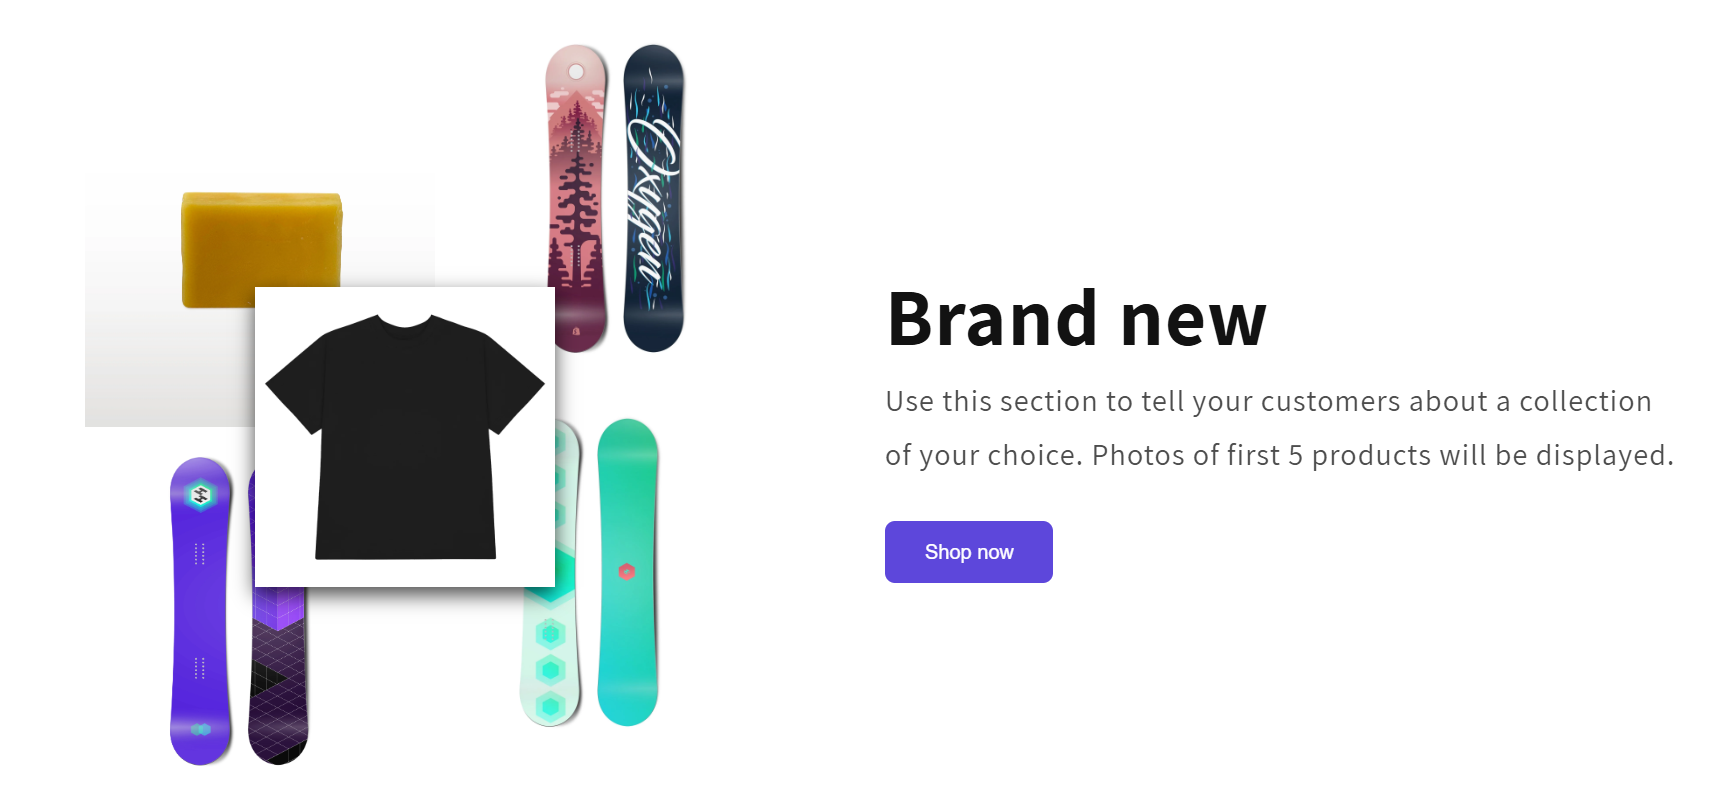 Oxygen
Brand new
Use this section to tell your customers about a collection
of your choice. Photos of first 5 products will be displayed.
Shop now